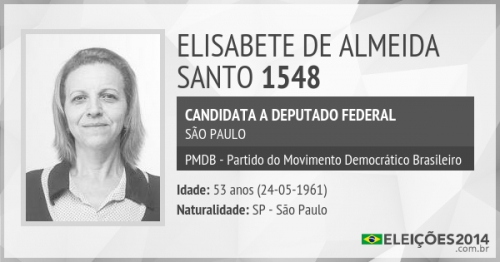 ELISABETE DE ALMEIDA
SANTO 1548
CANDIDATA A DEPUTADO FEDERAL
SÃO PAULO
PMDB - Partido do Movimento Democrático Brasileiro
Idade: 53 anos (24-05-1961)
Naturalidade: SP - São Paulo
ELEIÇÕES2014
.com.br